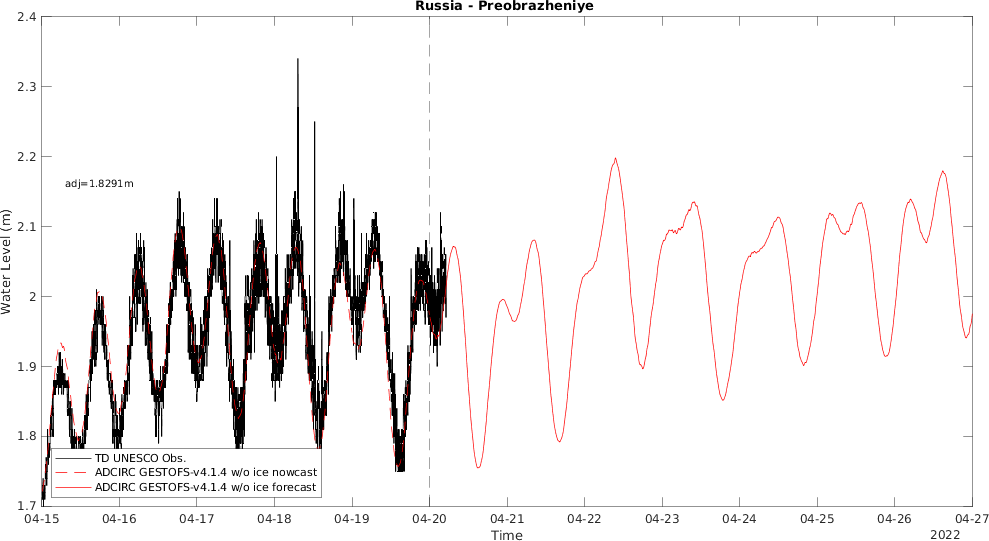 Russia - Preobrazheniye
2.4
2.3
2.2
2.1
2
1.9
1.8
1.7
Water Level (m)
adj=1.8291m
TD UNESCO Obs.
ADCIRC GESTOFS-v4.1.4 w/o ice nowcast
ADCIRC GESTOFS-v4.1.4 w/o ice forecast
04-15 04-16 04-17 04-18 04-19 04-20 04-21 04-22 04-23 04-24 04-25 04-26 04-27
Time
2022